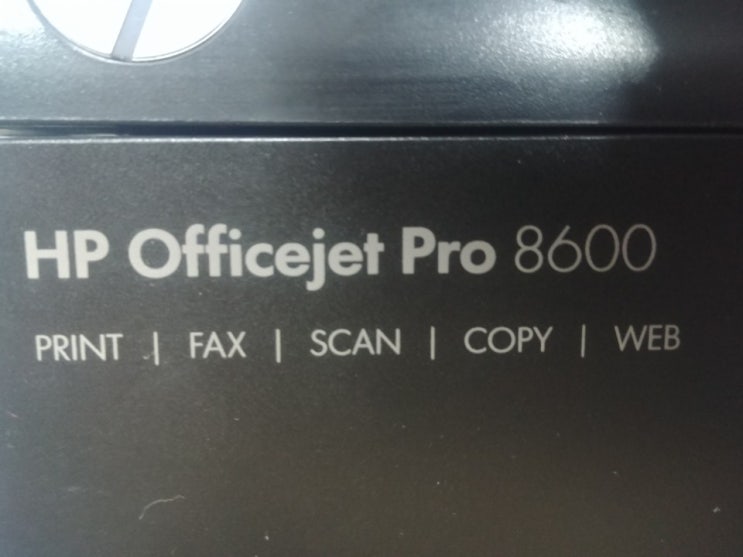 HP Officejet Pro 8600
PRINT | FAX | SCAN | COPY | WEB